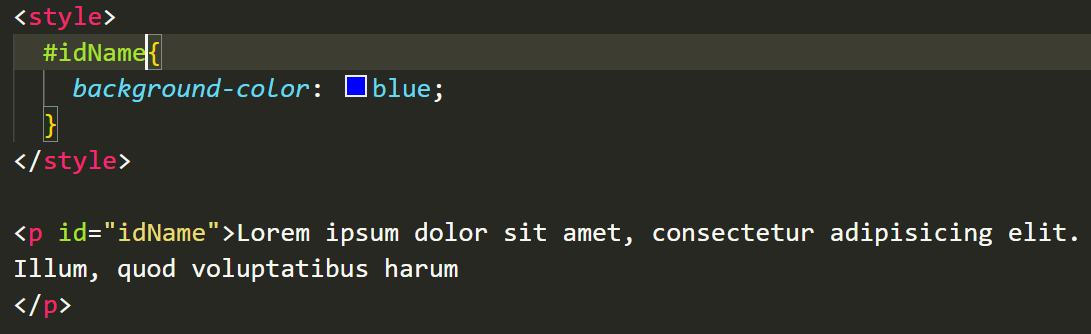 <style>
#idName{
background-color: blue;
}
</style>
<p id="idName">Lorem ipsum dolor sit amet, consectetur adipisicing elit.
Illum, quod voluptatibus harum
</p>